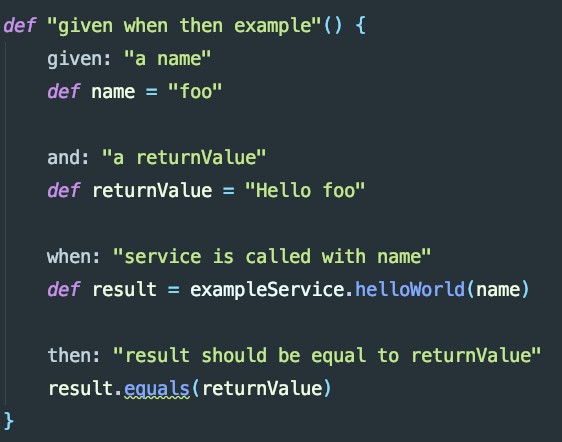 def "given when then example"() {
    given: "a name"
    def name = "foo"

    and: "a returnValue"
    def returnValue = "Hello foo"

    when: "service is called with name"
    def result = exampleService.helloWorld(name)

    then: "result should be equal to returnValue"
    result.equals(returnValue)
}